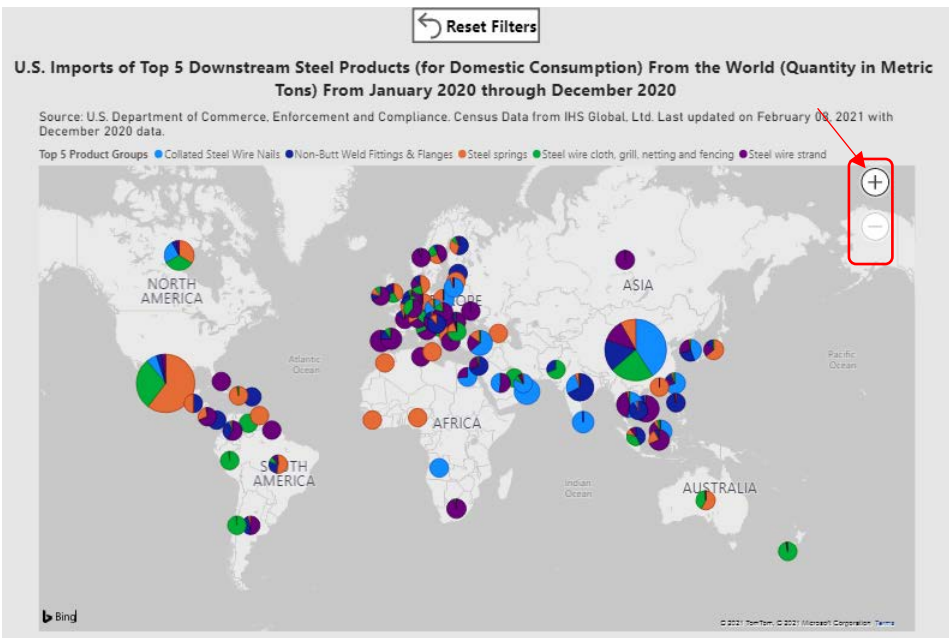 Reset Filters
U.S. Imports of Top 5 Downstream Steel Products (for Domestic Consumption) From the World (Quantity in Metric
Tons) From January 2020 through December 2020
Source: U.S. Department of Commerce, Enforcement and Compliance. Census Data from IHS Global, Ltd. Last updated on February 08, 2021 with
December 2020 data.
Top 5 Product Groups Collated Steel Wire Nails Non-Butt Weld Fittings & Flanges Steel springs Steel wire cloth, grill, netting and fencing Steel wire strand
NORTH
AMERICA
ASIA
Atlantic
Ocean
Pacific
Ocean
AFRICA
AMERICA
Indian
Ocean
AUSTRALIA
Bing
© 2021 TomTom, © 2021 Microsoft Corporation Terms